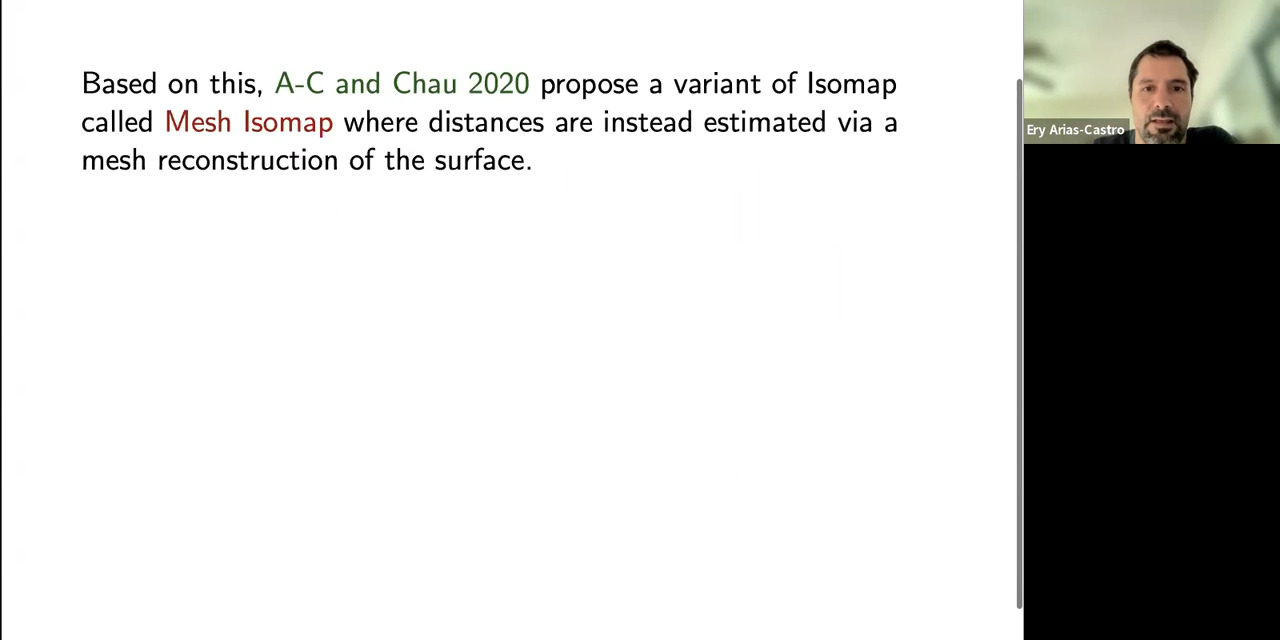 Based on this, A-C and Chau 2020 propose a variant of Isomap
called Mesh Isomap where distances are instead estimated via a
mesh reconstruction of the surface.
Ery Arias-Castro